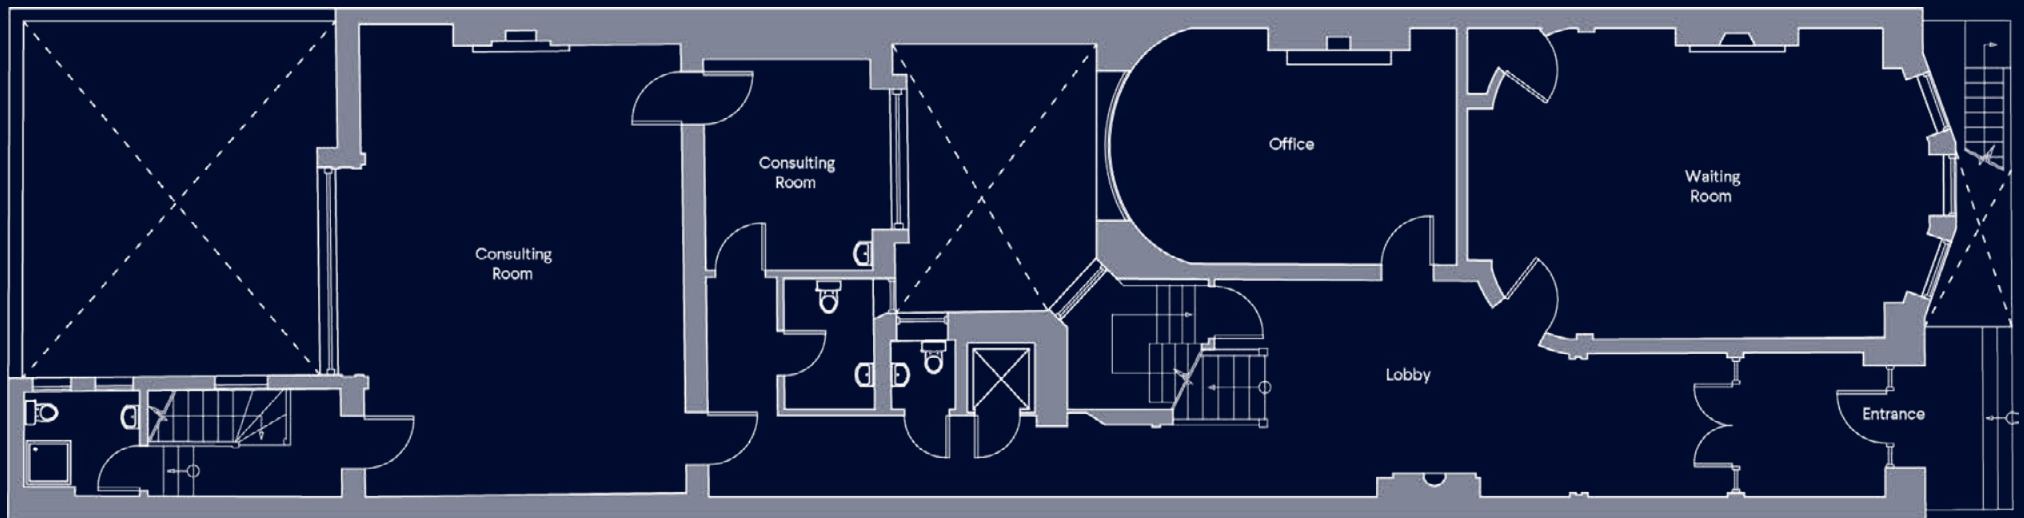 Consulting
Room
Consulting
Room
Office
Waiting
Room
Lobby
Entrance